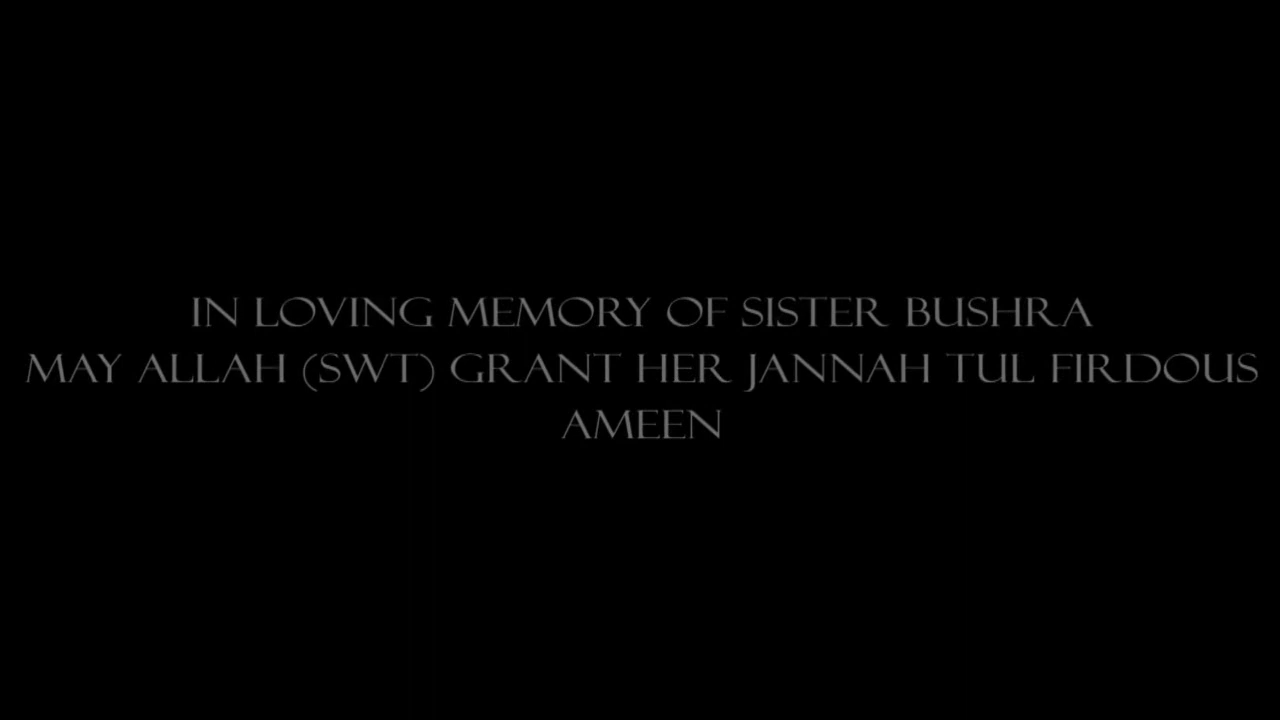 IN LOVING MEMORY OF SISTER BUSHRA
MAY ALLAH (SWT) GRANT HER JANNAH TUL FIRDOUS
AMEEN